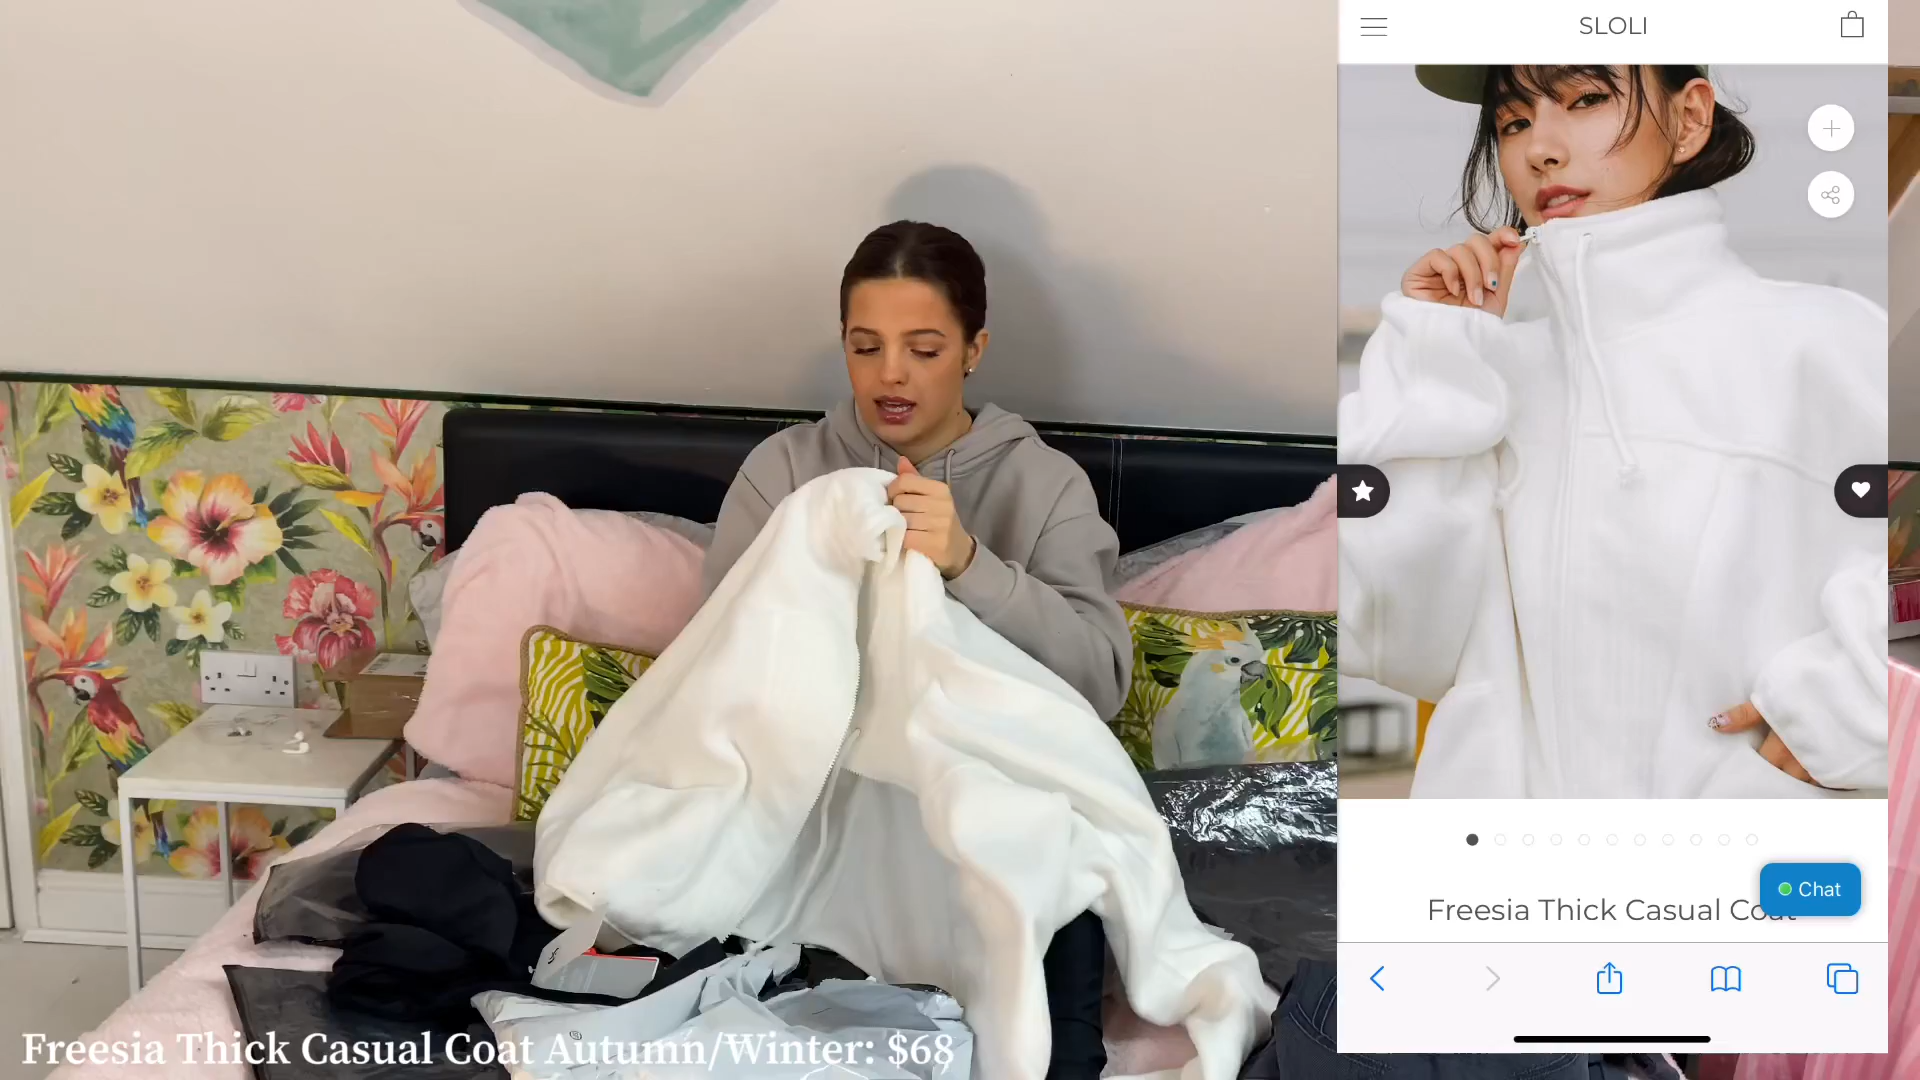 SLOLI
Freesia Thick Casual Coat
Chat
Freesia Thick Casual Coat Autumn/Winter: $68